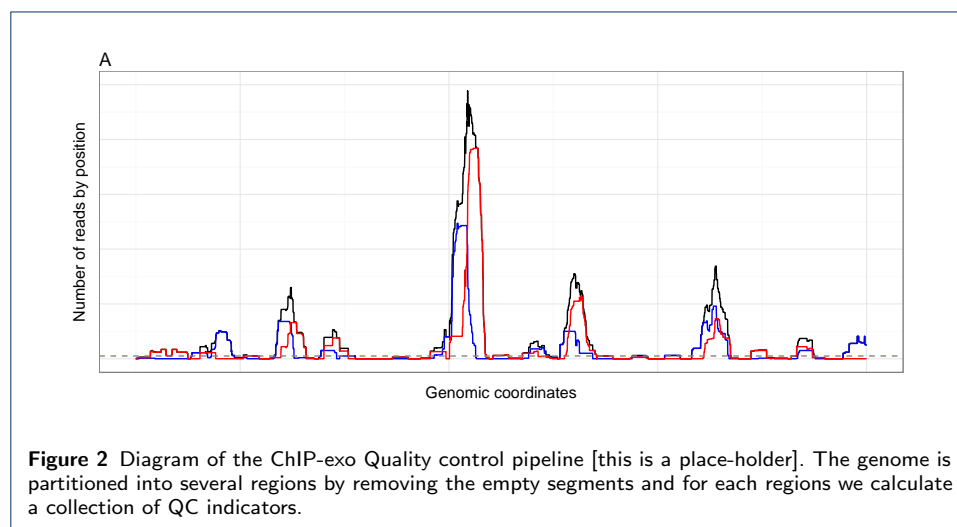 A
Number of reads by position
Genomic coordinates
Figure 2 Diagram of the ChIP-exo Quality control pipeline [this is a place-holder]. The genome is
partitioned into several regions by removing the empty segments and for each regions we calculate
a collection of QC indicators.